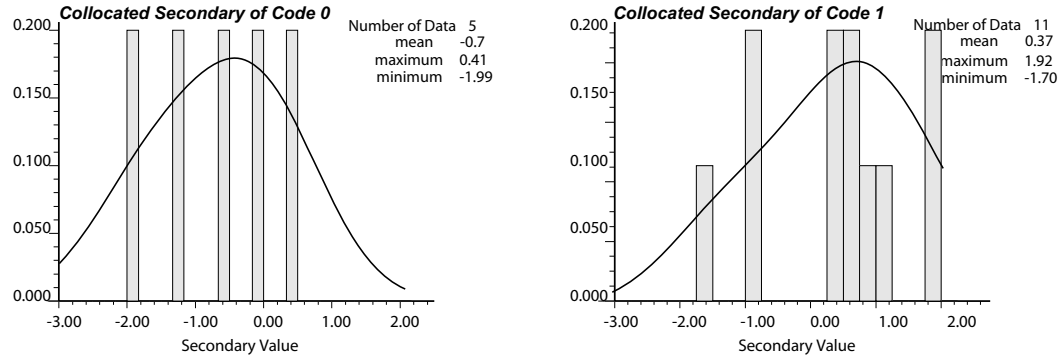 Collocated Secondary of Code 0
Number of Data 5
mean -0.7
maximum 0.41
minimum -1.99
0.200
0.150
0.100
0.050
0.000
-3.00 -2.00 -1.00 0.00 1.00 2.00
Secondary Value
Collocated Secondary of Code 1
Number of Data 11
mean 0.37
maximum 1.92
minimum -1.70
0.200
0.150
0.100
0.050
0.000
-3.00 -2.00 -1.00 0.00 1.00 2.00
Secondary Value